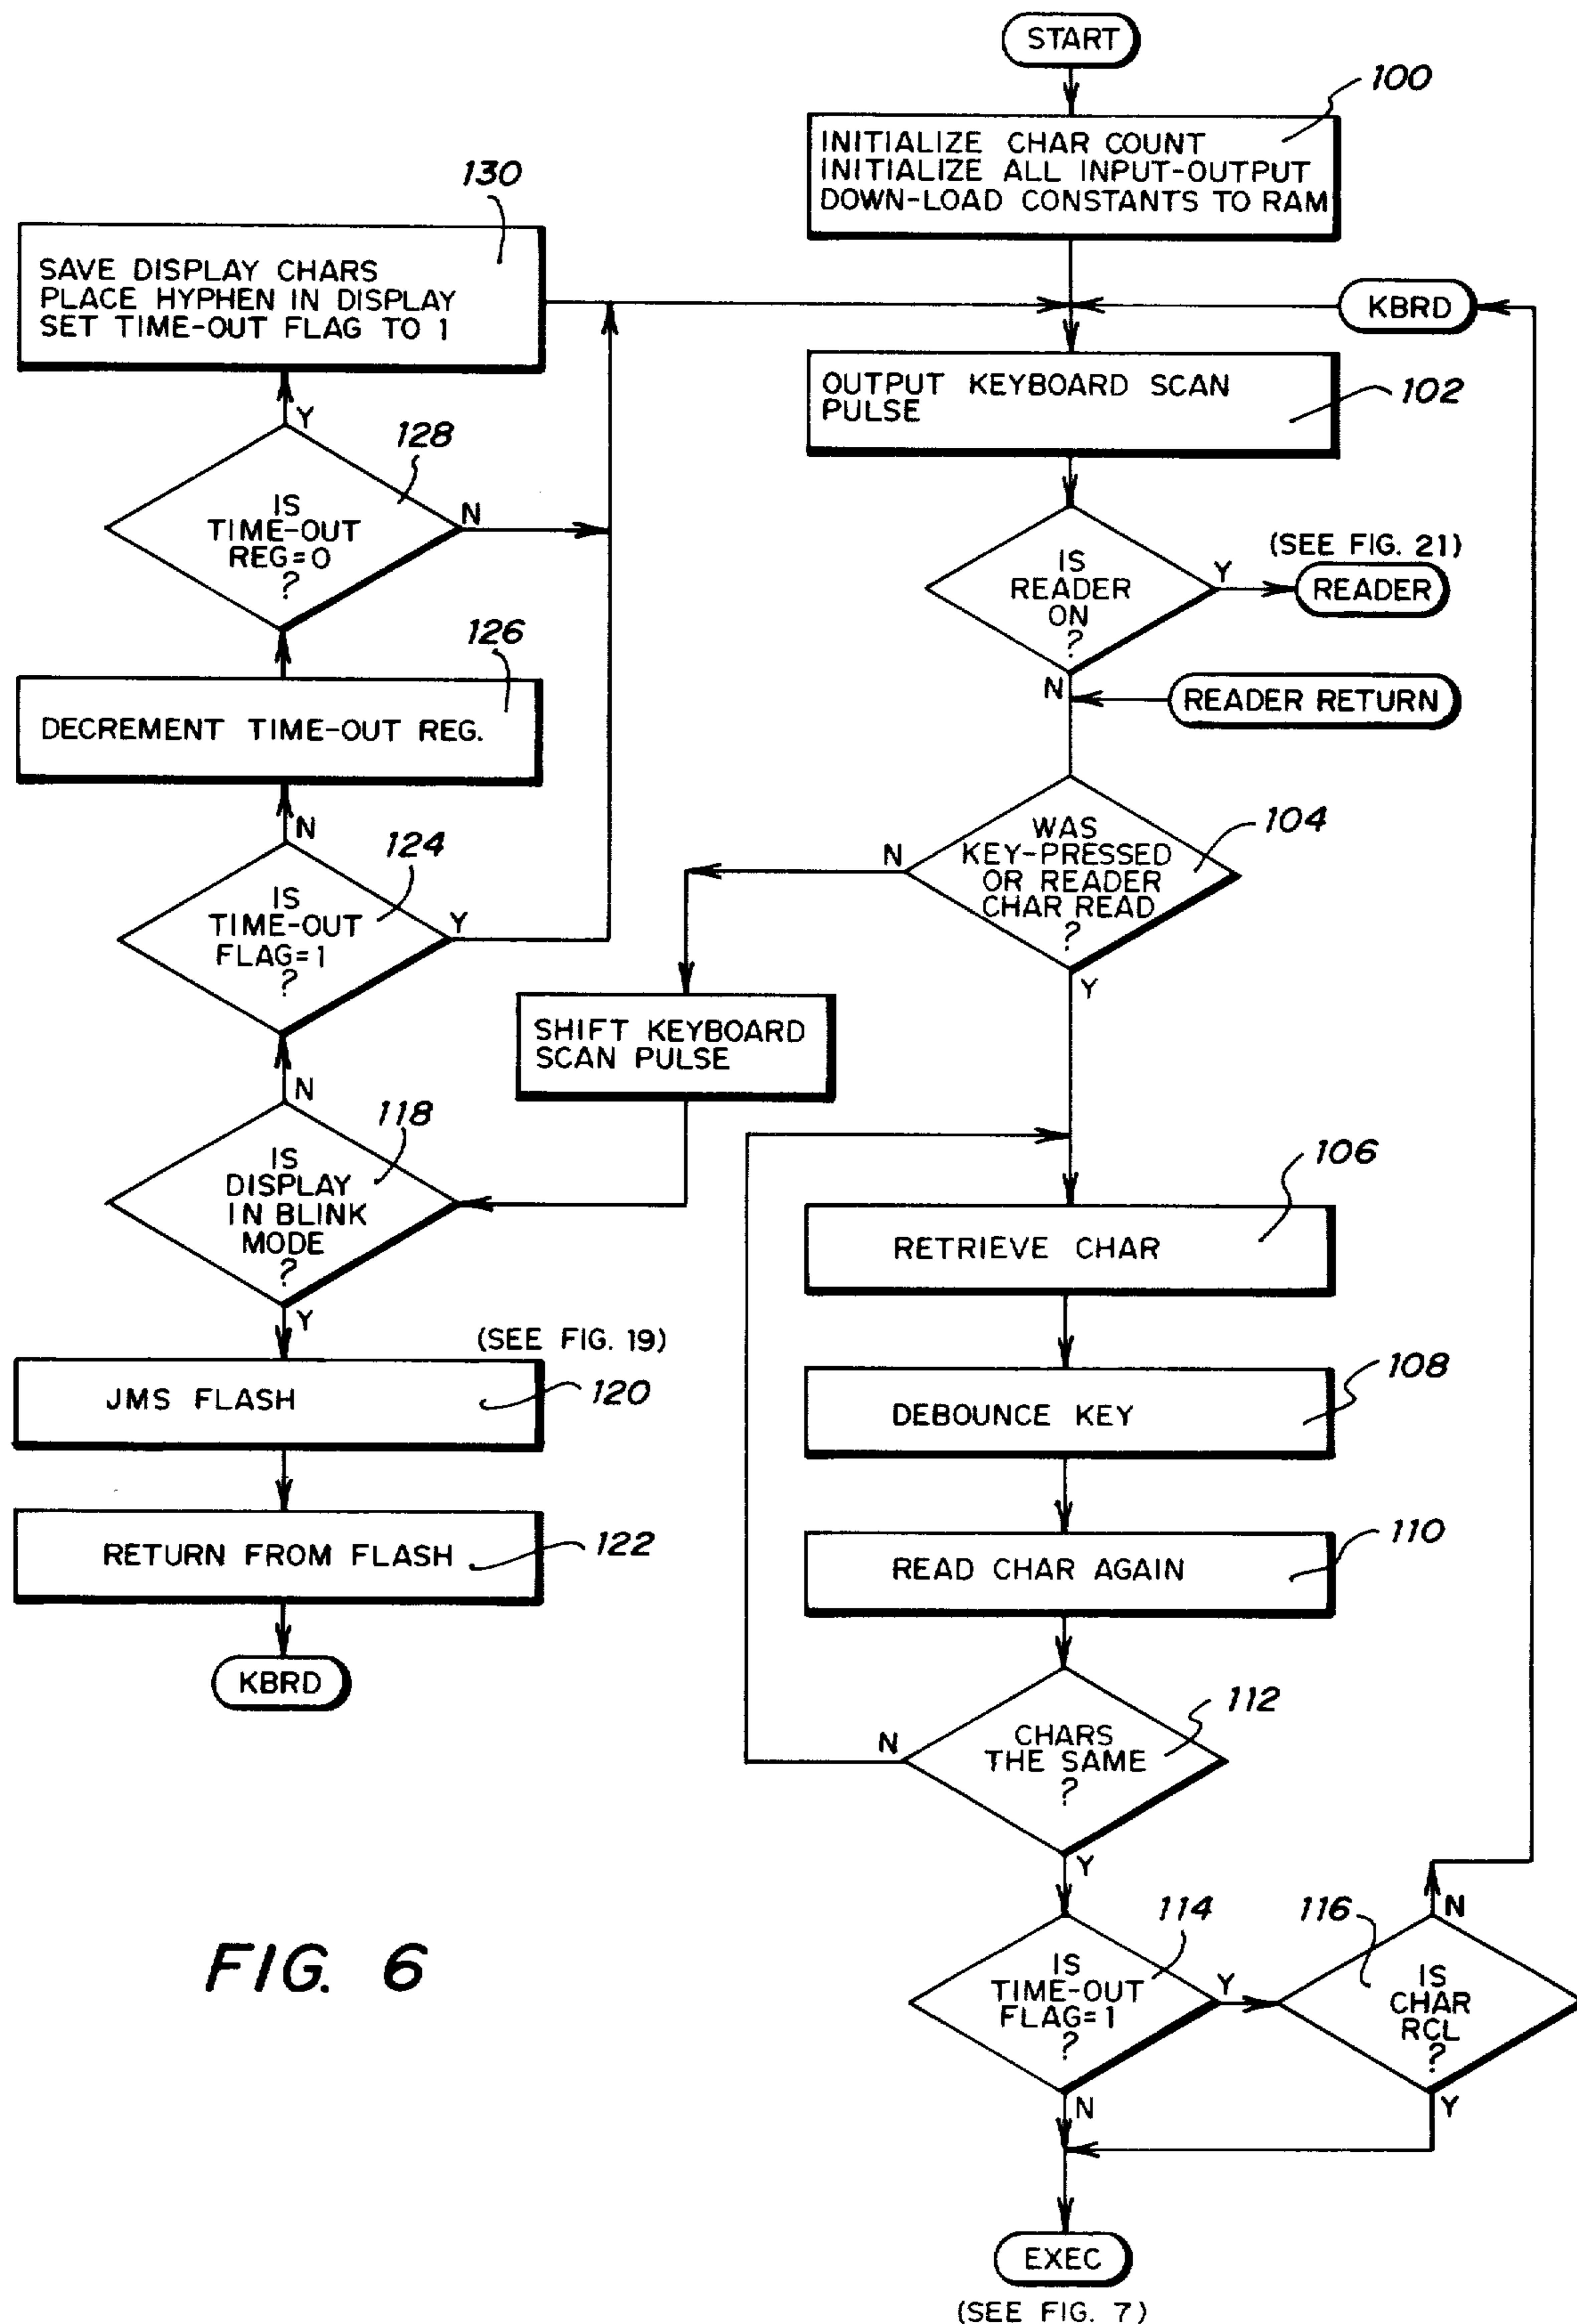 START
100
INITIALIZE CHAR COUNT
INITIALIZE ALL INPUT-OUTPUT
DOWN-LOAD CONSTANTS TO RAM
KBRD
OUTPUT KEYBOARD SCAN
PULSE
102
IS
READER
ON
?
Y
(SEE FIG. 21)
READER
N
READER RETURN
WAS
KEY-PRESSED
OR READER
CHAR READ
?
104
N
Y
SHIFT KEYBOARD
SCAN PULSE
106
RETRIEVE CHAR
108
DEBOUNCE KEY
110
READ CHAR AGAIN
112
CHARS
THE SAME
?
N
Y
114
IS
TIME-OUT
FLAG=1
?
Y
N
116
IS
CHAR
RCL
?
N
Y
EXEC
(SEE FIG. 7)
130
SAVE DISPLAY CHARS
PLACE HYPHEN IN DISPLAY
SET TIME-OUT FLAG TO 1
Y
128
IS
TIME-OUT
REG=0
?
N
126
DECREMENT TIME-OUT REG.
N
124
IS
TIME-OUT
FLAG=1
?
Y
N
118
IS
DISPLAY
IN BLINK
MODE
?
Y
(SEE FIG. 19)
JMS FLASH
120
RETURN FROM FLASH
122
KBRD
FIG. 6